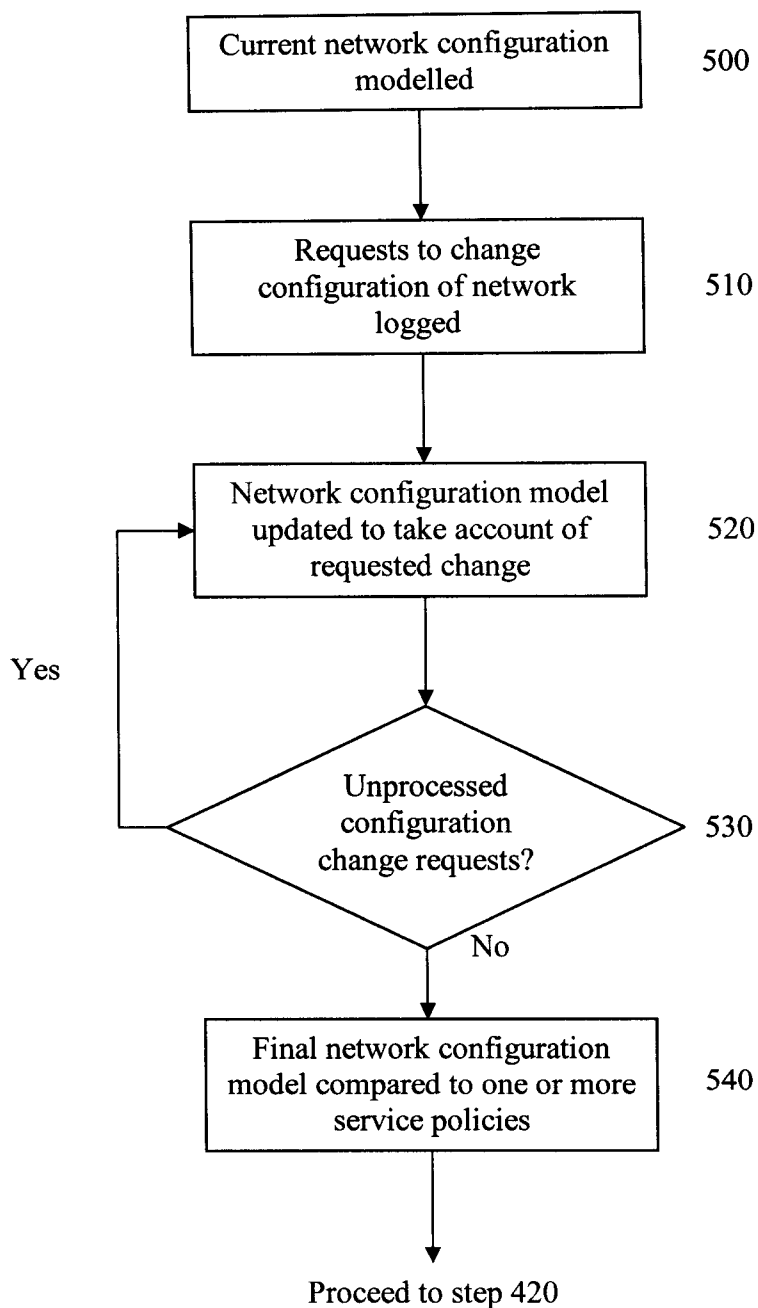 Current network configuration
modelled
500
Requests to change
configuration of network
logged
510
Network configuration model
updated to take account of
requested change
520
Yes
Unprocessed
configuration
change requests?
530
No
Final network configuration
model compared to one or more
service policies
540
Proceed to step 420